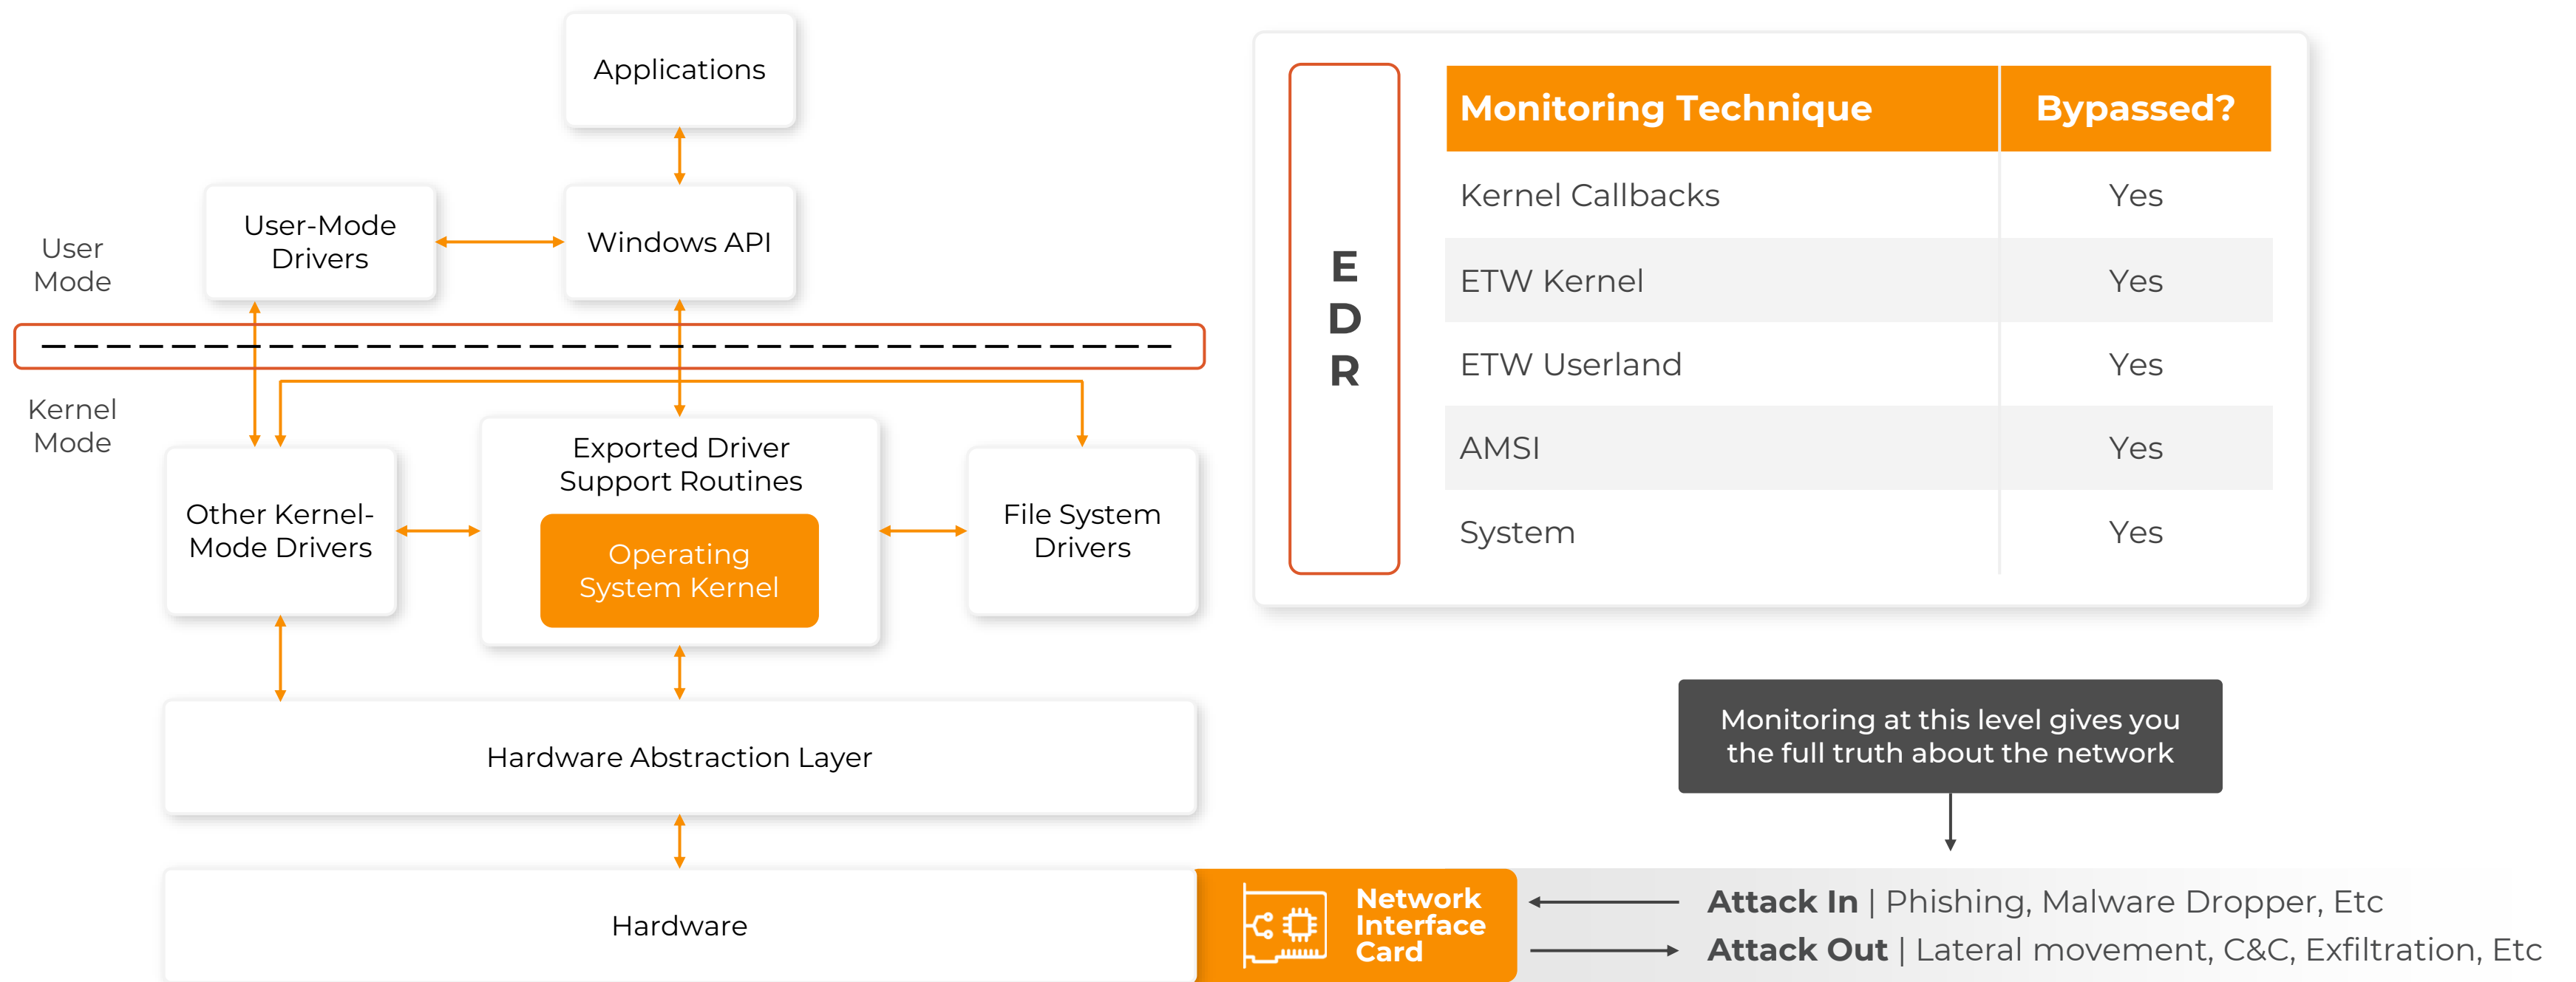 Applications
User-Mode
Drivers
Windows API
User
Mode
Kernel
Mode
Other Kernel-
Mode Drivers
Exported Driver
Support Routines
Operating
System Kernel
File System
Drivers
Hardware Abstraction Layer
Hardware
Network
Interface
Card
E
D
R
Monitoring Technique Bypassed?
Kernel Callbacks Yes
ETW Kernel Yes
ETW Userland Yes
AMSI Yes
System Yes
Monitoring at this level gives you
the full truth about the network
Attack In | Phishing, Malware Dropper, Etc
Attack Out | Lateral movement, C&C, Exfiltration, Etc